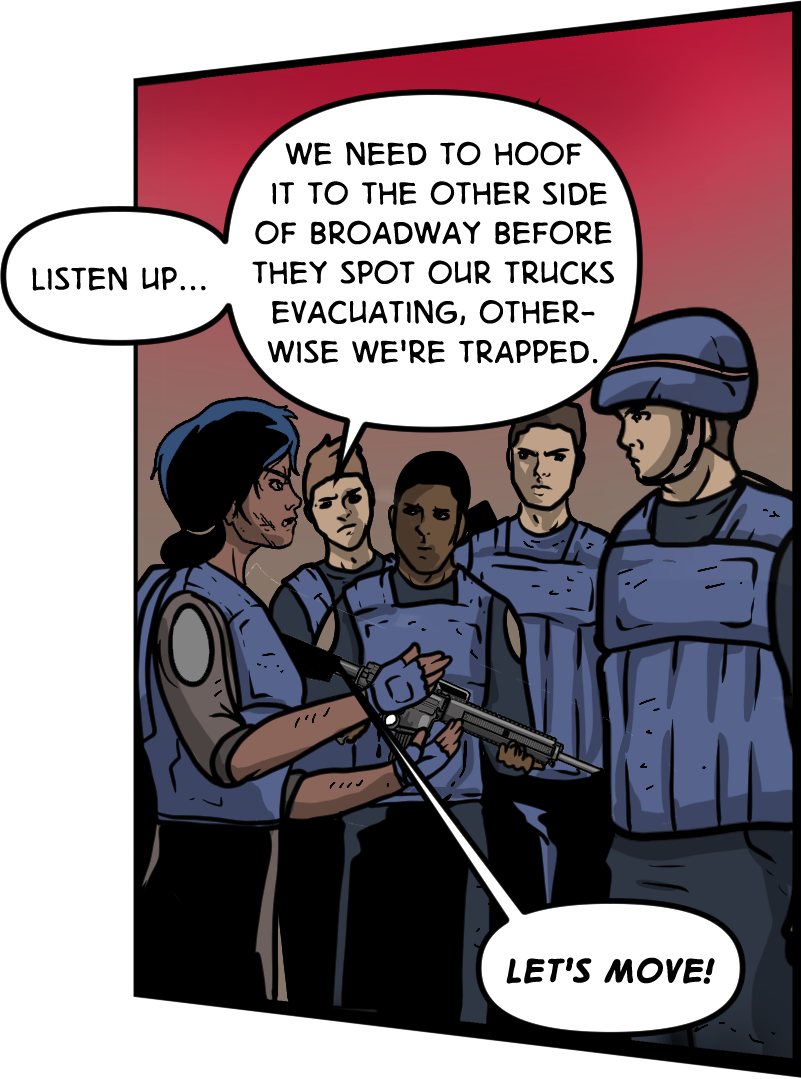 LISTEN UP...
WE NEED TO HOOF
IT TO THE OTHER SIDE
OF BROADWAY BEFORE
THEY SPOT OUR TRUCKS
EVACUATING, OTHER-
WISE WE'RE TRAPPED.
LET'S MOVE!